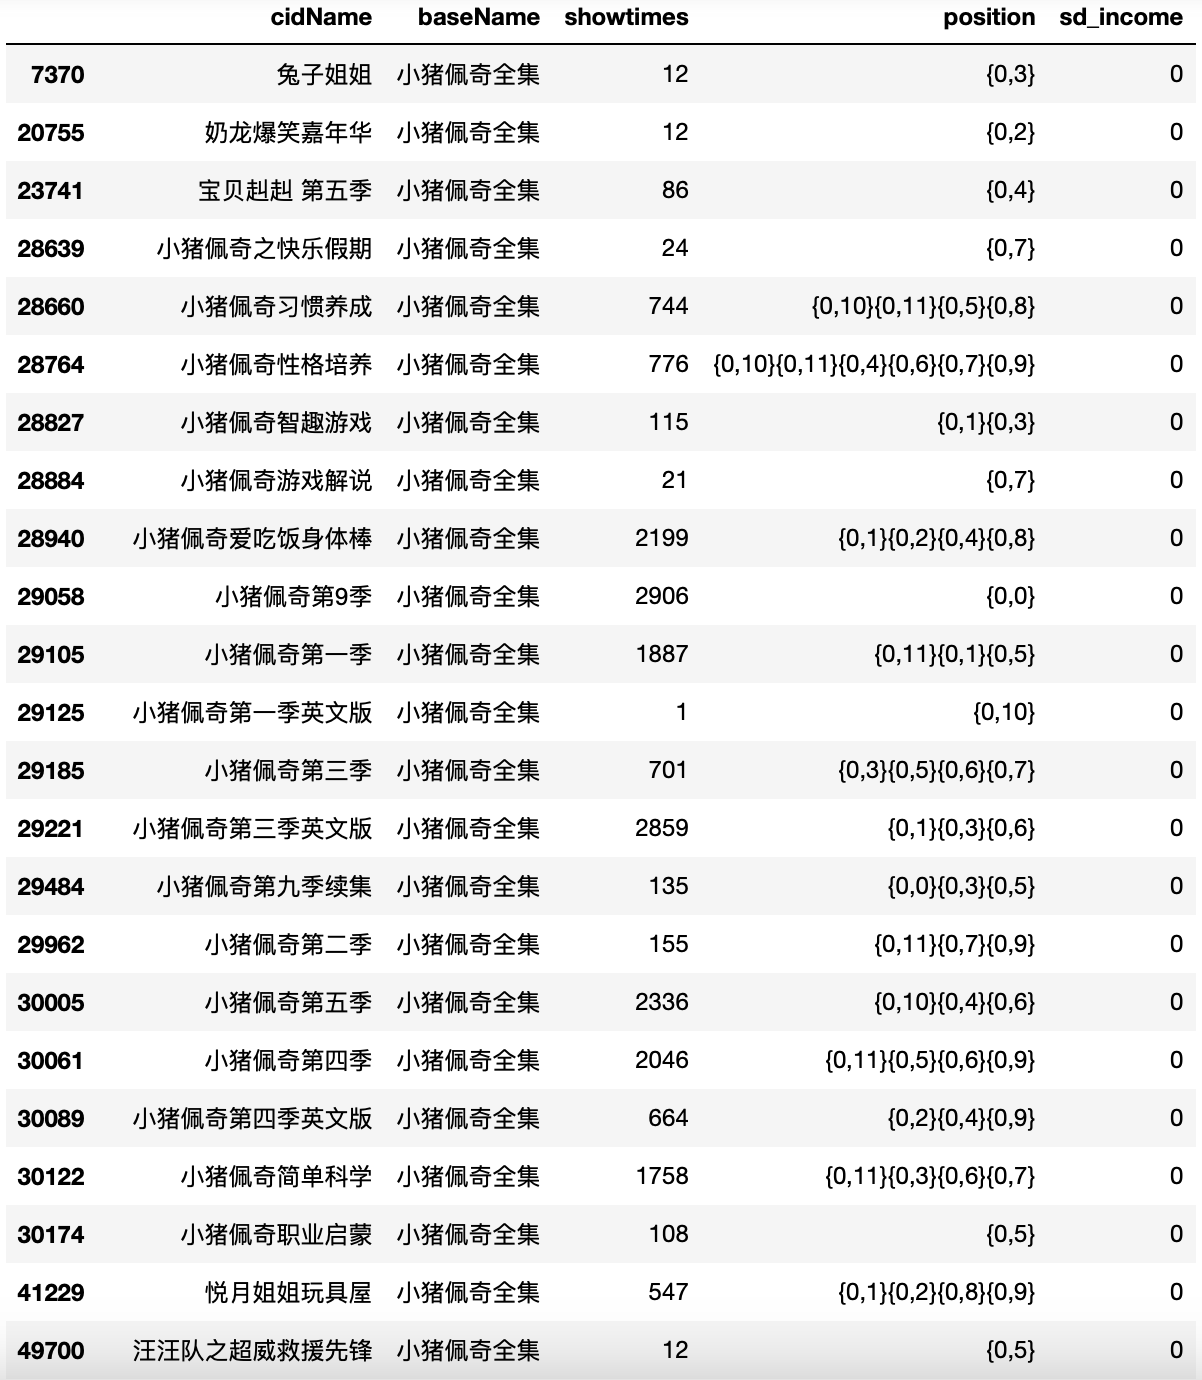 cidName baseName showtimes position sd_income
7370 兔子姐姐 小猪佩奇全集 12 {0,3} 0
20755 奶龙爆笑嘉年华 小猪佩奇全集 12 {0,2} 0
23741 宝贝赳赳 第五季 小猪佩奇全集 86 {0,4} 0
28639 小猪佩奇之快乐假期 小猪佩奇全集 24 {0,7} 0
28660 小猪佩奇习惯养成 小猪佩奇全集 744 {0,10}{0,11}{0,5}{0,8} 0
28764 小猪佩奇性格培养 小猪佩奇全集 776 {0,10}{0,11}{0,4}{0,6}{0,7}{0,9} 0
28827 小猪佩奇智趣游戏 小猪佩奇全集 115 {0,1}{0,3} 0
28884 小猪佩奇游戏解说 小猪佩奇全集 21 {0,7} 0
28940 小猪佩奇爱吃饭身体棒 小猪佩奇全集 2199 {0,1}{0,2}{0,4}{0,8} 0
29058 小猪佩奇第9季 小猪佩奇全集 2906 {0,0} 0
29105 小猪佩奇第一季 小猪佩奇全集 1887 {0,11}{0,1}{0,5} 0
29125 小猪佩奇第一季英文版 小猪佩奇全集 1 {0,10} 0
29185 小猪佩奇第三季 小猪佩奇全集 701 {0,3}{0,5}{0,6}{0,7} 0
29221 小猪佩奇第三季英文版 小猪佩奇全集 2859 {0,1}{0,3}{0,6} 0
29484 小猪佩奇第九季续集 小猪佩奇全集 135 {0,0}{0,3}{0,5} 0
29962 小猪佩奇第二季 小猪佩奇全集 155 {0,11}{0,7}{0,9} 0
30005 小猪佩奇第五季 小猪佩奇全集 2336 {0,10}{0,4}{0,6} 0
30061 小猪佩奇第四季 小猪佩奇全集 2046 {0,11}{0,5}{0,6}{0,9} 0
30089 小猪佩奇第四季英文版 小猪佩奇全集 664 {0,2}{0,4}{0,9} 0
30122 小猪佩奇简单科学 小猪佩奇全集 1758 {0,11}{0,3}{0,6}{0,7} 0
30174 小猪佩奇职业启蒙 小猪佩奇全集 108 {0,5} 0
41229 悦月姐姐玩具屋 小猪佩奇全集 547 {0,1}{0,2}{0,8}{0,9} 0
49700 汪汪队之超威救援先锋 小猪佩奇全集 12 {0,5} 0